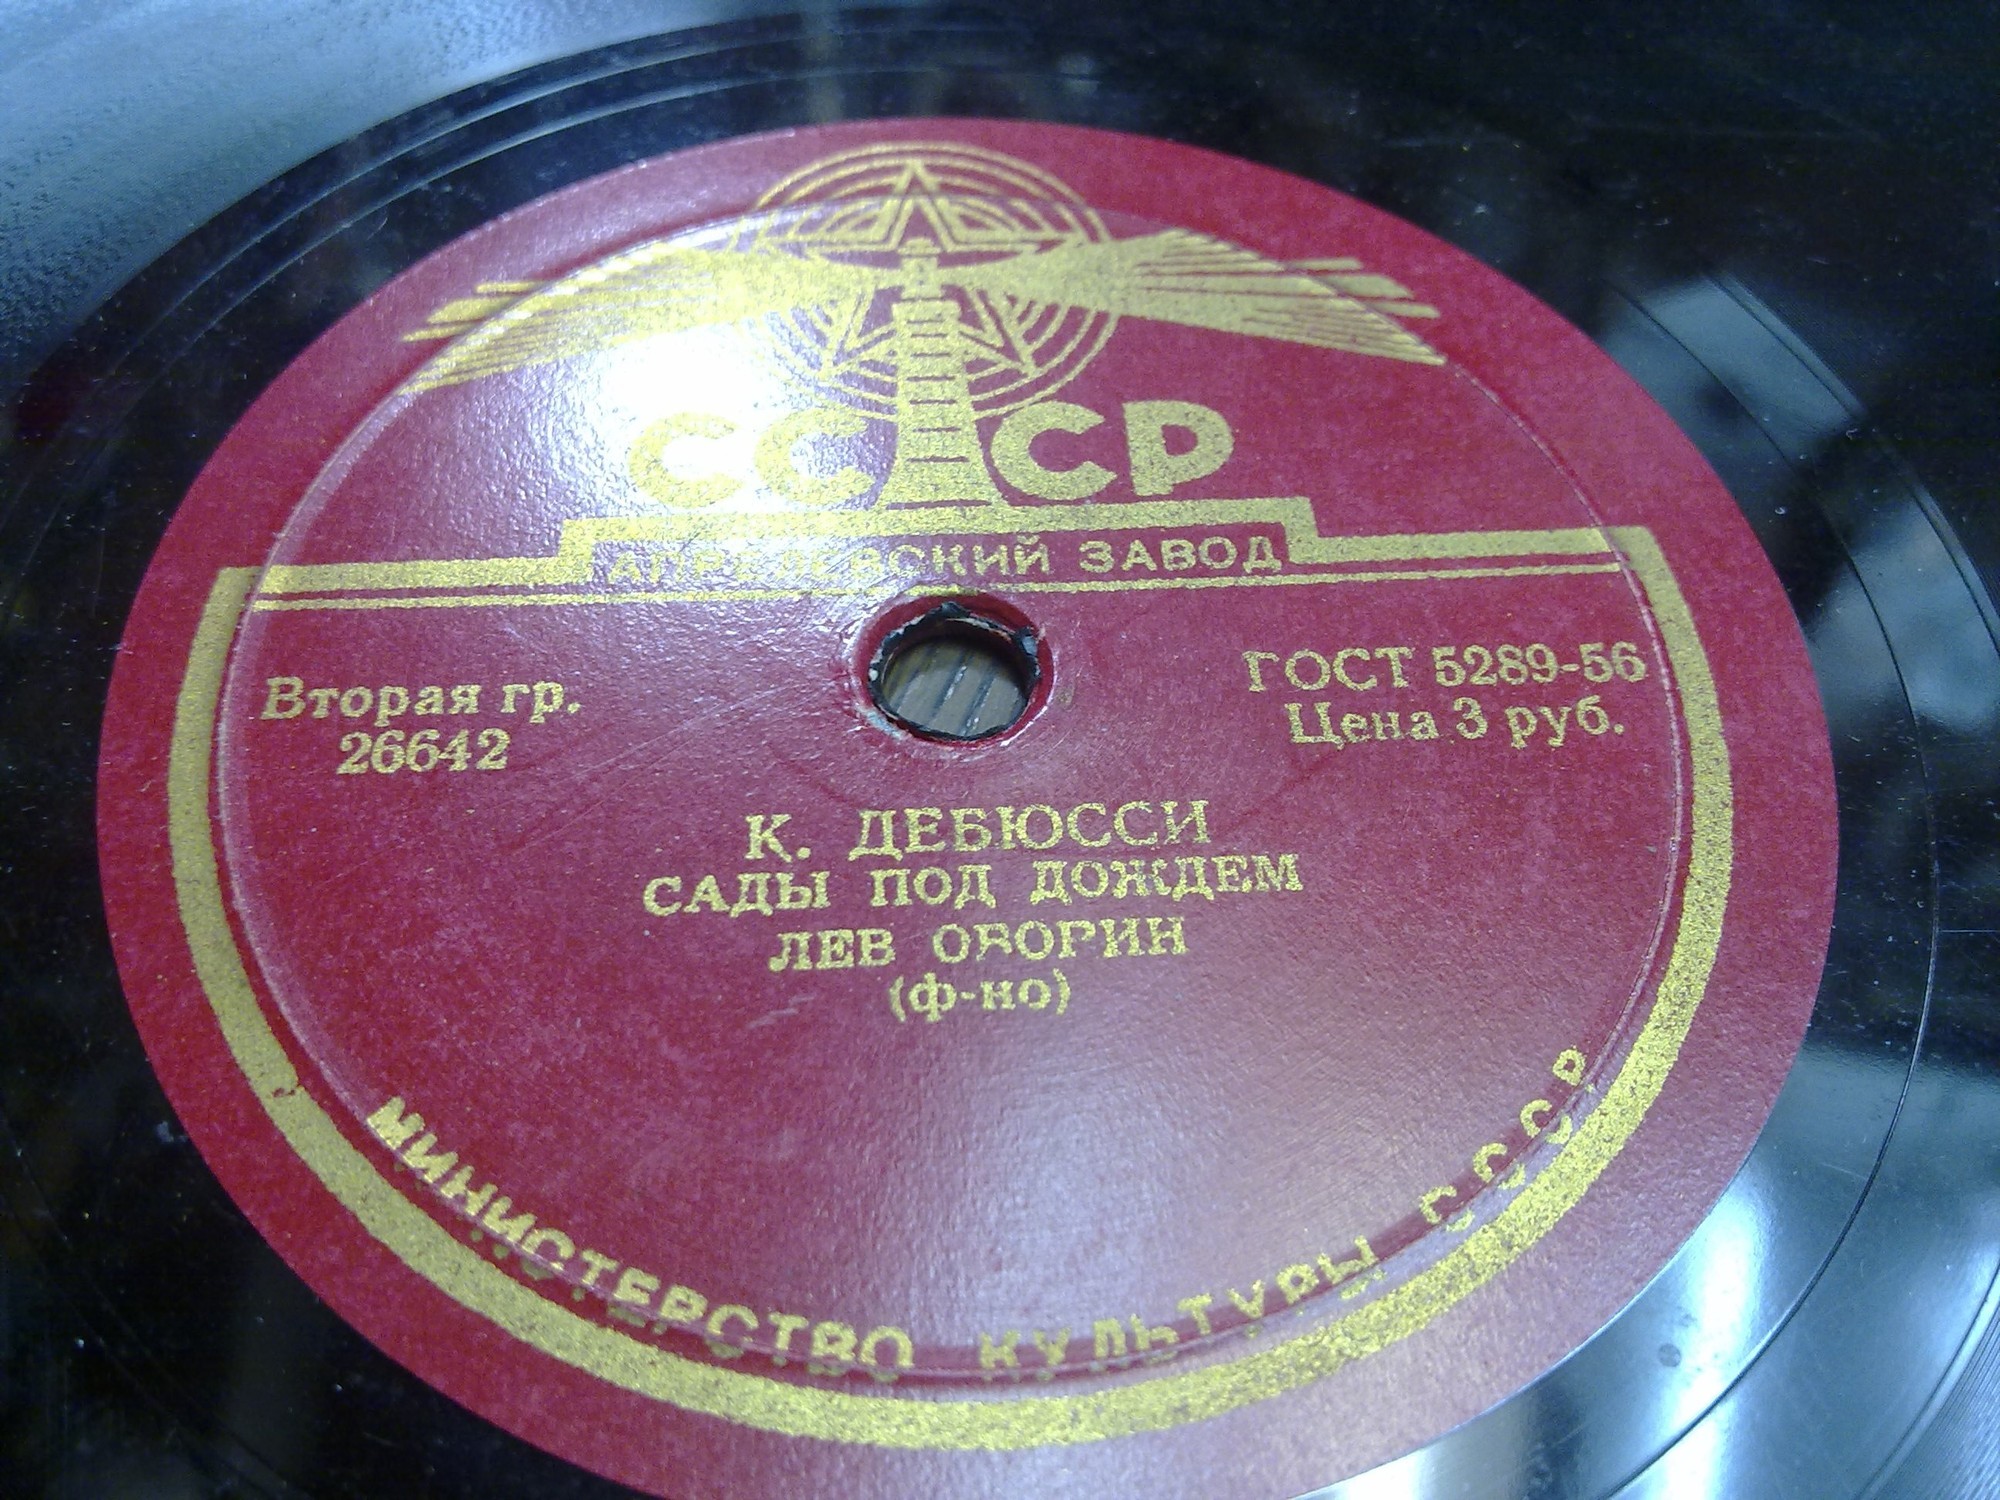 СССР
АПРЕЛЕВСКИЙ ЗАВОД
Вторая гр.
26642
ГОСТ 5289-56
Цена 3 руб.
К. ДЕБЮССИ
САДЫ ПОД ДОЖДЕМ
ЛЕВ ОБОРИН
(ф-но)
МИНИСТЕРСТВО КУЛЬТУРЫ СССР